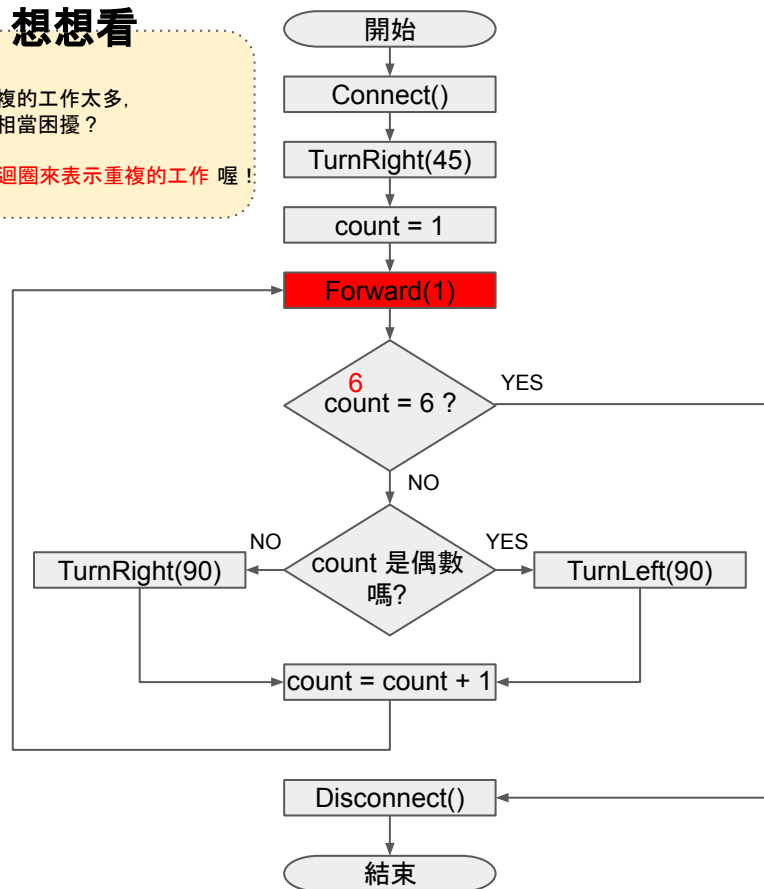 想想看
複的工作太多,
相當困擾？
迴圈來表示重複的工作 喔！
開始
Connect()
TurnRight(45)
count = 1
Forward(1)
6
count = 6 ?
YES
NO
NO
YES
TurnRight(90)
count 是偶數
嗎?
TurnLeft(90)
count = count + 1
Disconnect()
結束